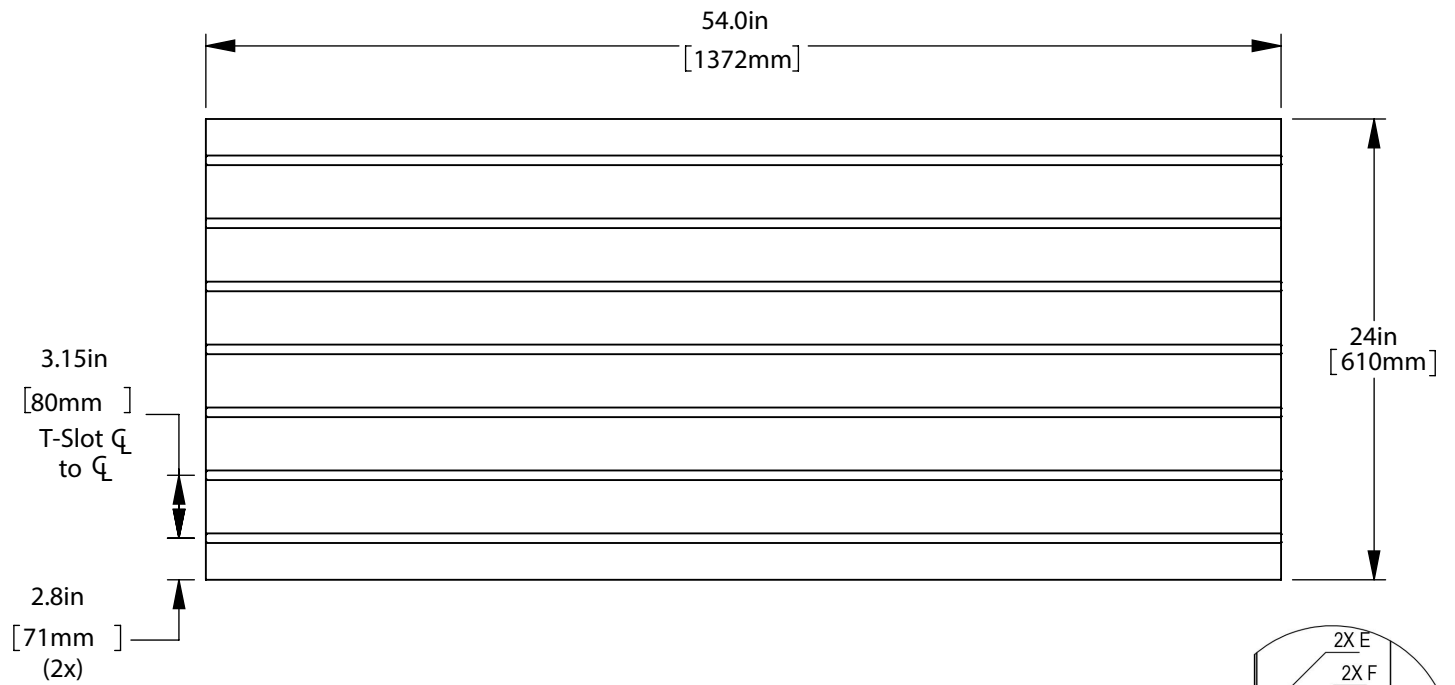 54.0in
[1372mm]
24in
[610mm]
3.15in
[80mm ]
T-Slot ℄
to ℄
2.8in
[71mm ]
(2x)
2X E
2X F